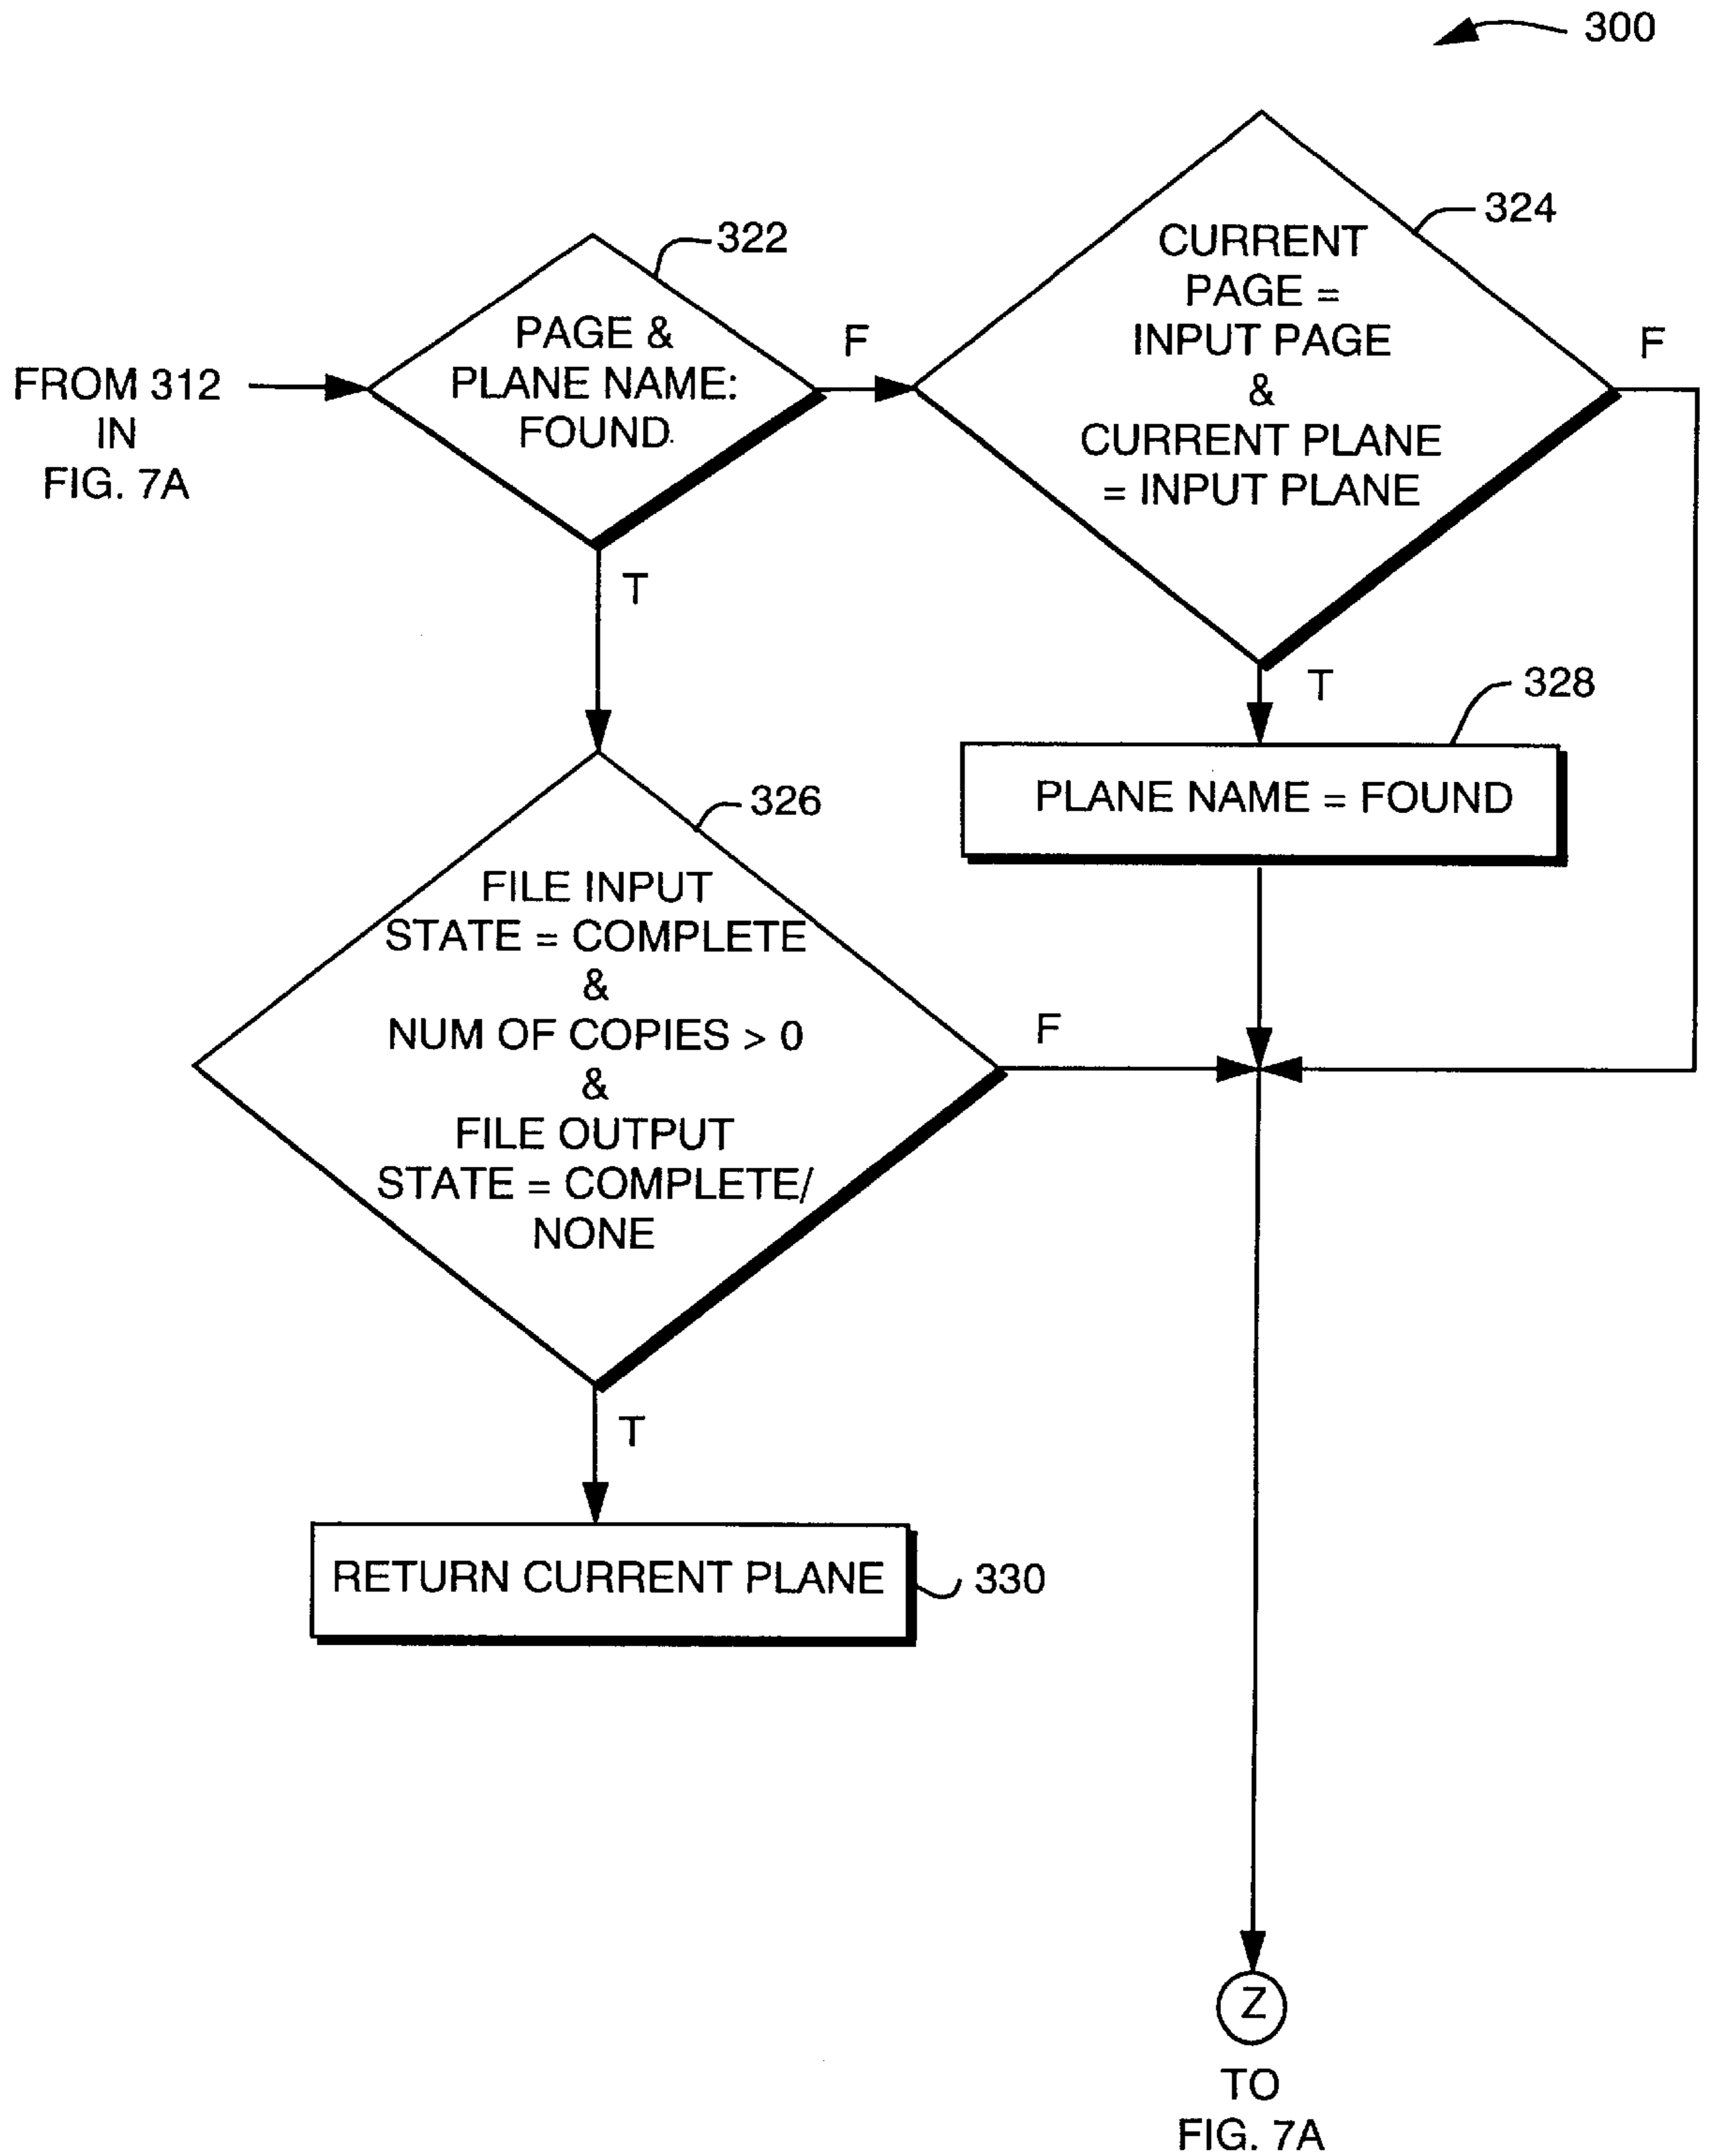 300
322
PAGE &
PLANE NAME:
FOUND
F
324
CURRENT
PAGE =
INPUT PAGE
&
CURRENT PLANE
= INPUT PLANE
F
FROM 312
IN
FIG. 7A
T
T
328
PLANE NAME = FOUND
326
FILE INPUT
STATE = COMPLETE
&
NUM OF COPIES > 0
&
FILE OUTPUT
STATE = COMPLETE/
NONE
F
T
RETURN CURRENT PLANE
330
Z
TO
FIG. 7A